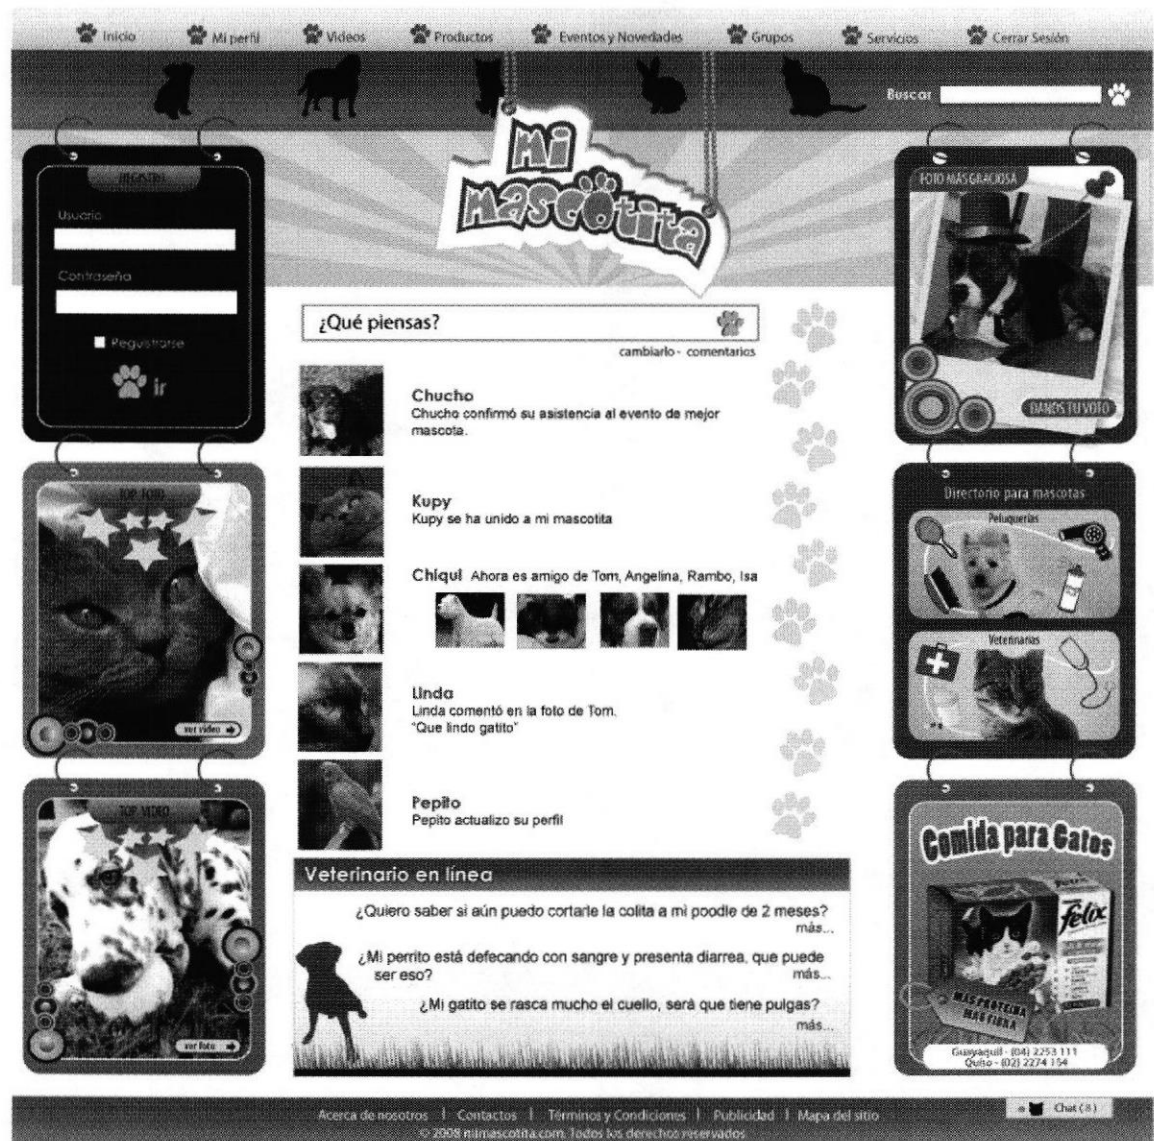 Inicio Mi perfil Videos Productos Eventos y Novedades Grupos Servicios Cerrar Sesión
Buscar
Mi
mascotita
REGISTRO
Usuario
Contraseña
Peguistrarse
ir
TOP FOTO
ver video
TOP VIDEO
ver foto
¿Qué piensas?
cambiarlo - comentarios
Chucho
Chucho confirmó su asistencia al evento de mejor
mascota.
Kupy
Kupy se ha unido a mi mascotita
Chiqui Ahora es amigo de Tom, Angelina, Rambo, Isa
Linda
Linda comentó en la foto de Tom.
"Que lindo gatito"
Pepito
Pepito actualizo su perfil
Veterinario en línea
¿Quiero saber si aún puedo cortarle la colita a mi poodle de 2 meses?
más...
¿Mi perrito está defecando con sangre y presenta diarrea, que puede
ser eso?
más...
¿Mi gatito se rasca mucho el cuello, será que tiene pulgas?
más...
FOTO MÁS GRACIOSA
DANOS TU VOTO
Directorio para mascotas
Peluquerías
Veterinarias
Comida para Gatos
felix
MÁS PROTEINA
MÁS FIBRA
Guayaquil - (04) 2253 111
Quito - (02) 2274 154
Acerca de nosotros | Contactos | Términos y Condiciones | Publicidad | Mapa del sitio
© 2008 mimascotita.com. Todos los derechos reservados
Chat (8)